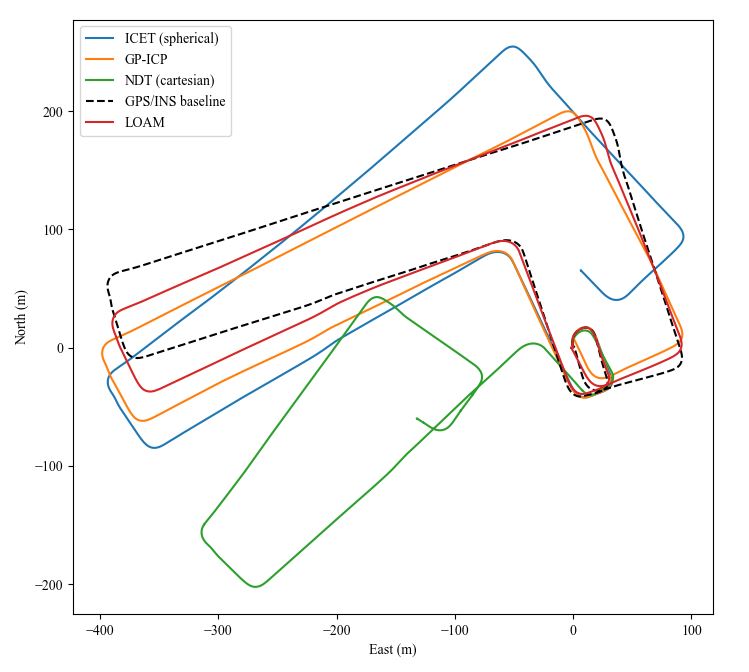 ICET (spherical)
GP-ICP
NDT (cartesian)
GPS/INS baseline
LOAM
200
100
0
−100
−200
North (m)
−400 −300 −200 −100 0 100
East (m)